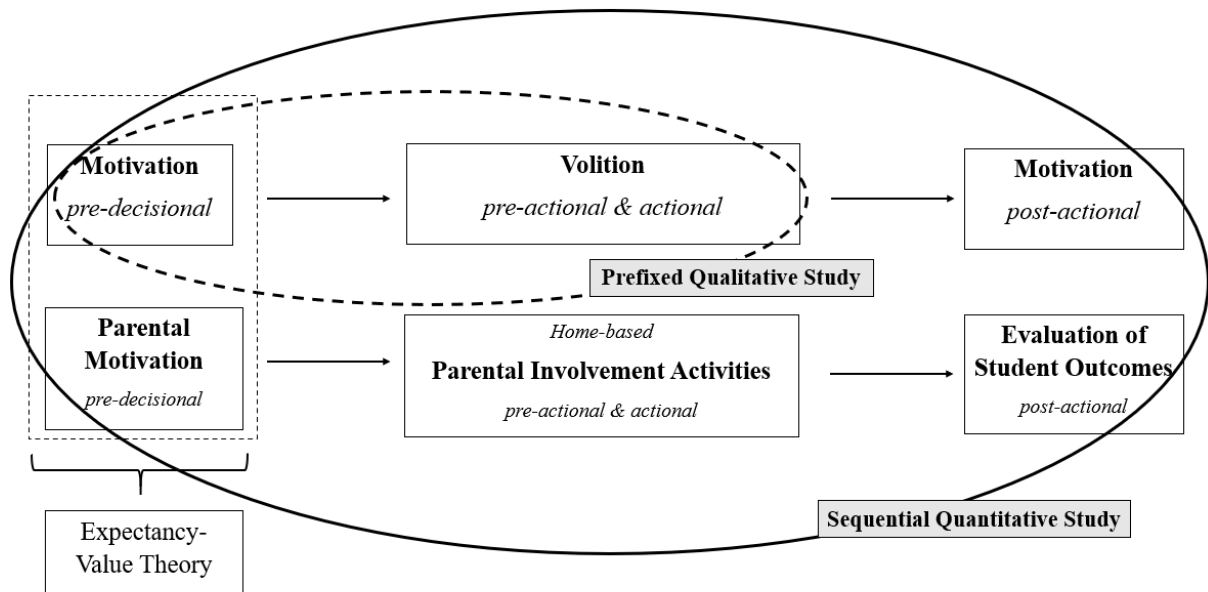 Motivation
pre-decisional
Volition
pre-actional & actional
Motivation
post-actional
Prefixed Qualitative Study
Parental
Motivation
pre-decisional
Home-based
Parental Involvement Activities
pre-actional & actional
Evaluation of
Student Outcomes
post-actional
Sequential Quantitative Study
Expectancy-
Value Theory